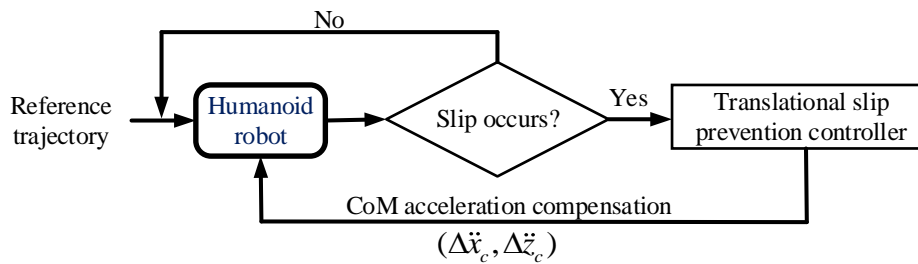 No
Reference
trajectory
Humanoid
robot
Slip occurs?
Yes
Translational slip
prevention controller
CoM acceleration compensation
(Δẍ_c, Δz̈_c)